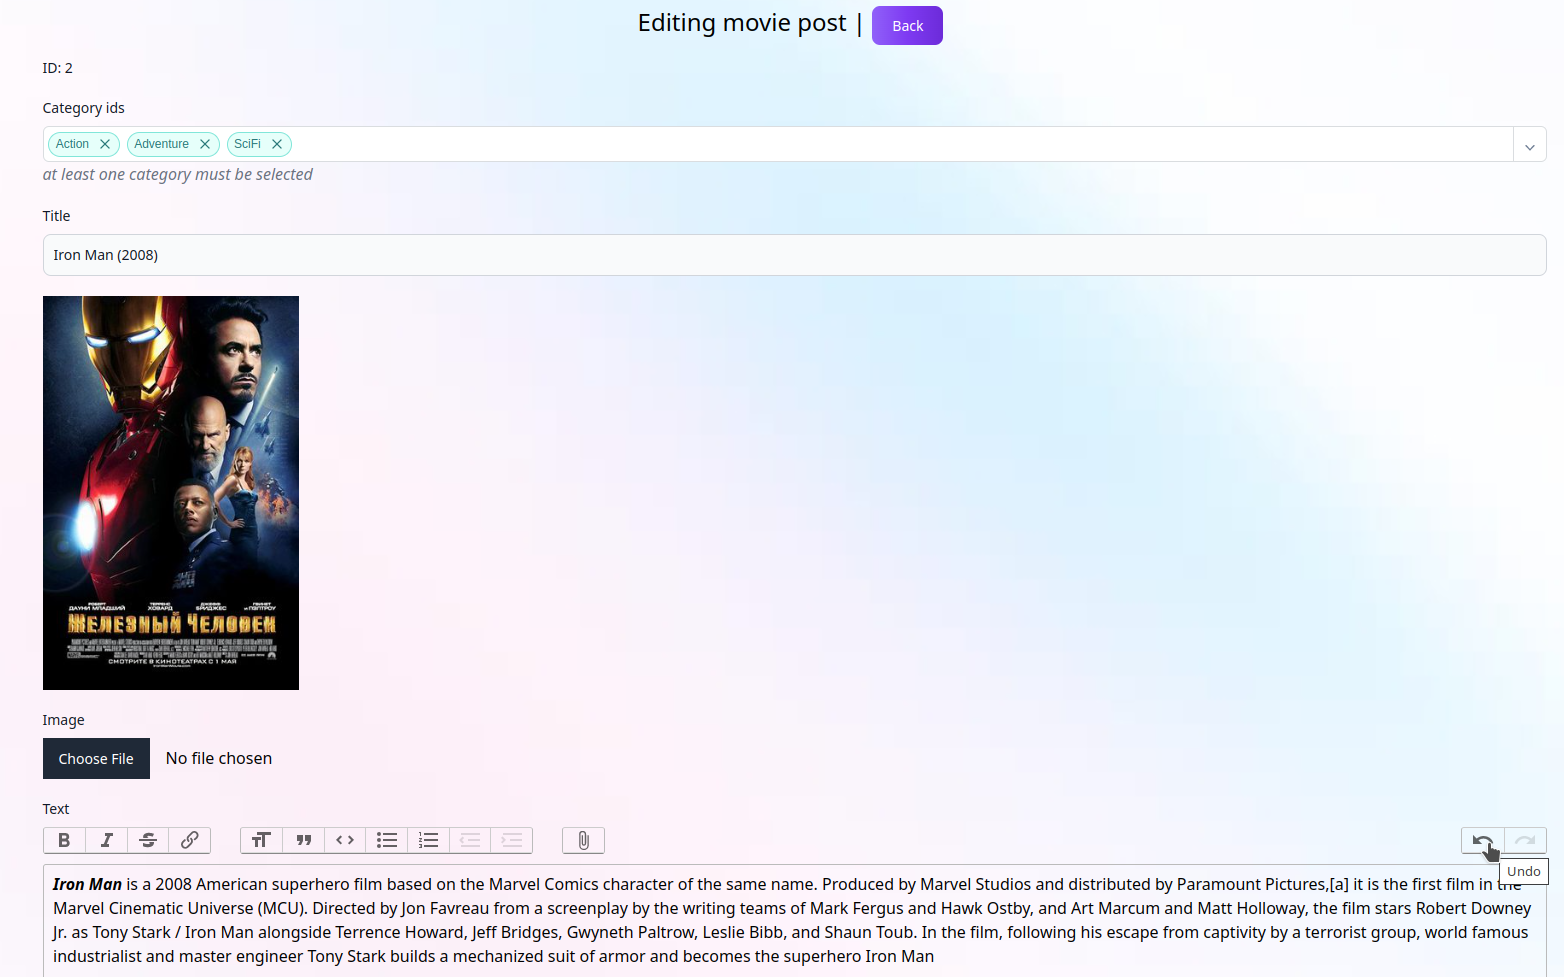 Editing movie post | Back
ID: 2
Category ids
Action Adventure SciFi
at least one category must be selected
Title
Iron Man (2008)
РОБЕРТ ТЕРРЕНС ДЖЕФФ ГВИНЕТ
ДАУНИ МЛАДШИЙ ХОВАРД БРИДЖЕС И ПЭЛТРОУ
ЖЕЛЕЗНЫЙ ЧЕЛОВЕК
СМОТРИТЕ В КИНОТЕАТРАХ С 1 МАЯ
Image
Choose File No file chosen
Text
Undo
Iron Man is a 2008 American superhero film based on the Marvel Comics character of the same name. Produced by Marvel Studios and distributed by Paramount Pictures,[a] it is the first film in the
Marvel Cinematic Universe (MCU). Directed by Jon Favreau from a screenplay by the writing teams of Mark Fergus and Hawk Ostby, and Art Marcum and Matt Holloway, the film stars Robert Downey
Jr. as Tony Stark / Iron Man alongside Terrence Howard, Jeff Bridges, Gwyneth Paltrow, Leslie Bibb, and Shaun Toub. In the film, following his escape from captivity by a terrorist group, world famous
industrialist and master engineer Tony Stark builds a mechanized suit of armor and becomes the superhero Iron Man